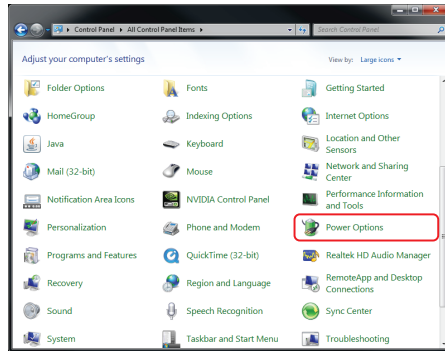 Control Panel ▸ All Control Panel Items ▸
Search Control Panel
Adjust your computer's settings
View by: Large icons
Folder Options
Fonts
Getting Started
HomeGroup
Indexing Options
Internet Options
Java
Keyboard
Location and Other
Sensors
Mail (32-bit)
Mouse
Network and Sharing
Center
Notification Area Icons
NVIDIA Control Panel
Performance Information
and Tools
Personalization
Phone and Modem
Power Options
Programs and Features
QuickTime (32-bit)
Realtek HD Audio Manager
Recovery
Region and Language
RemoteApp and Desktop
Connections
Sound
Speech Recognition
Sync Center
System
Taskbar and Start Menu
Troubleshooting